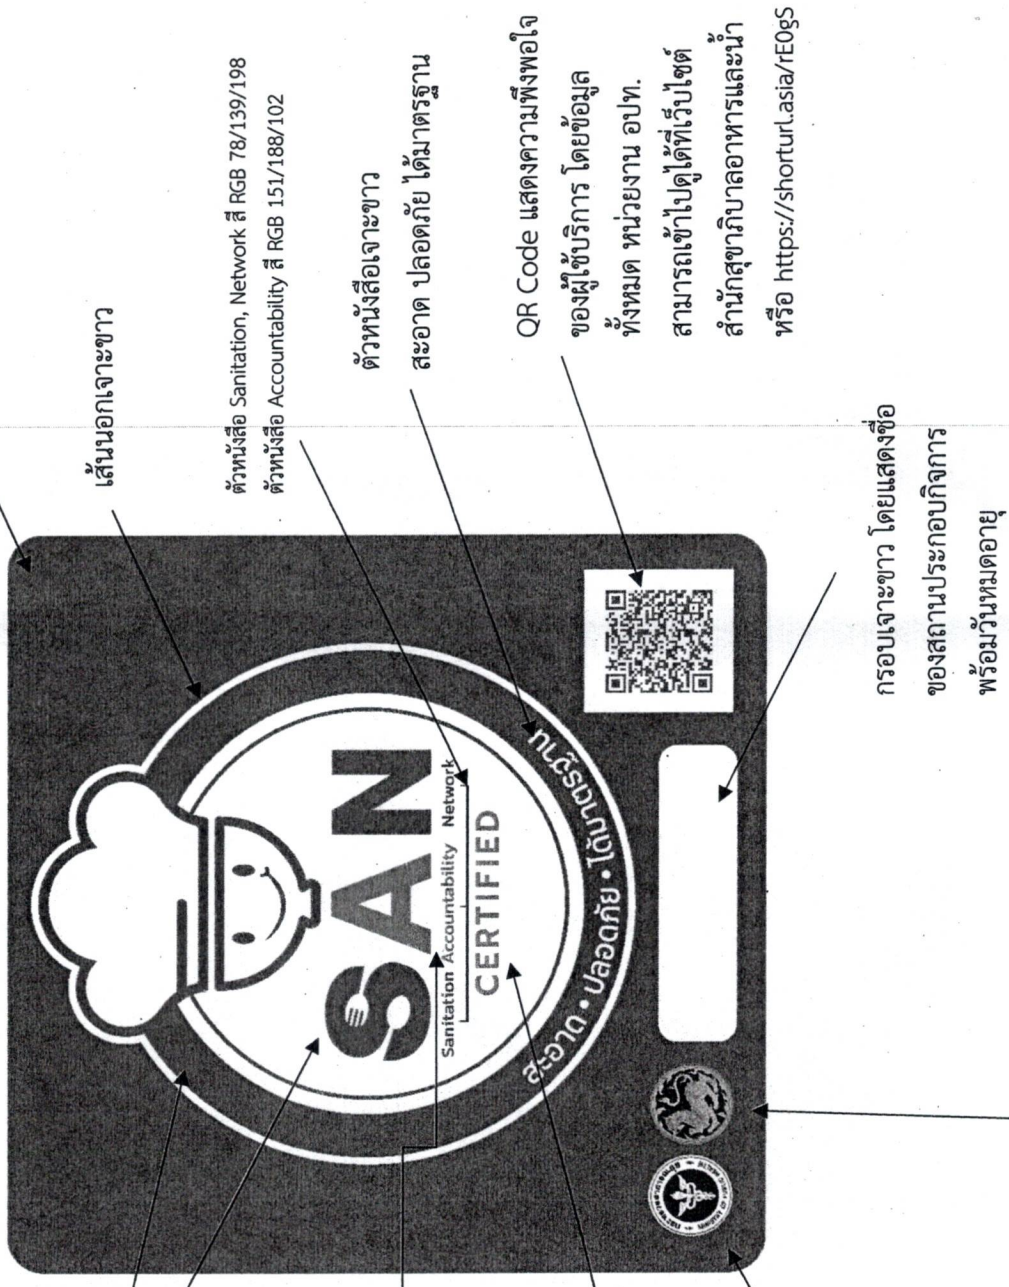 เส้นนอกเจาะขาว
ตัวหนังสือ Sanitation, Network สี RGB 78/139/198
ตัวหนังสือ Accountability สี RGB 151/188/102
ตัวหนังสือเจาะขาว
สะอาด ปลอดภัย ได้มาตรฐาน
QR Code แสดงความพึงพอใจ
ของผู้ใช้บริการ โดยข้อมูล
ทั้งหมด หน่วยงาน อปท.
สามารถเข้าไปดูได้ที่เว็บไซต์
สำนักสุขาภิบาลอาหารและน้ำ
หรือ https://shorturl.asia/rE0gS
กรอบเจาะขาว โดยแสดงชื่อ
ของสถานประกอบกิจการ
พร้อมวันหมดอายุ
SAN
Sanitation Accountability Network
CERTIFIED
สะอาด • ปลอดภัย • ได้มาตรฐาน